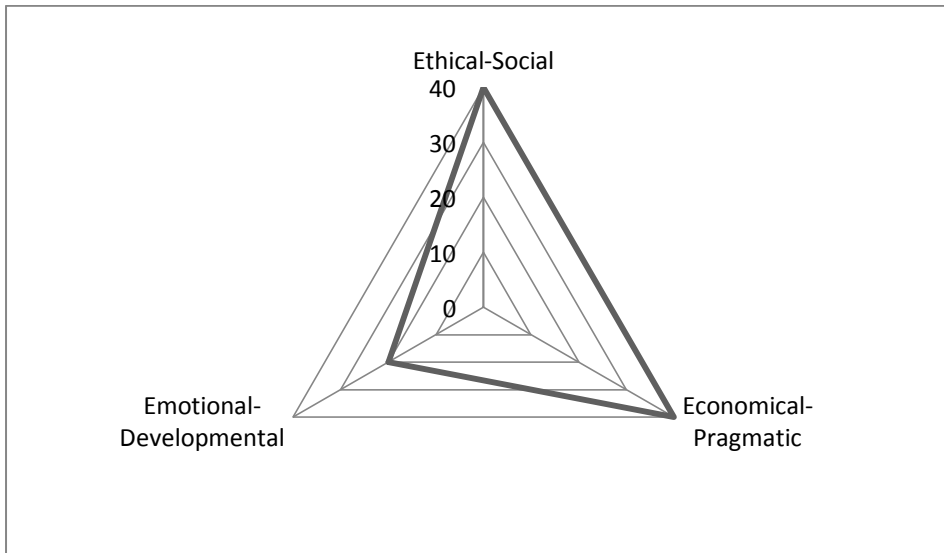 Ethical-Social
40
30
20
10
0
Emotional-
Developmental
Economical-
Pragmatic